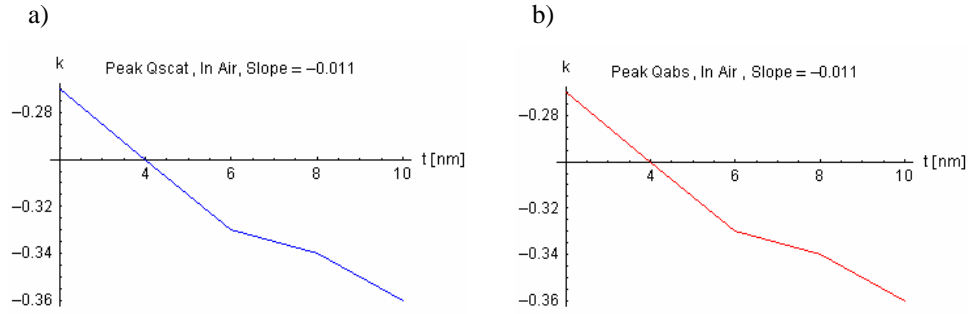 a)
Peak Qscat , In Air, Slope = −0.011
k
−0.28
−0.32
−0.34
−0.36
4 6 8 10
t [nm]
b)
Peak Qabs , In Air , Slope = −0.011
k
−0.28
−0.32
−0.34
−0.36
4 6 8 10
t [nm]